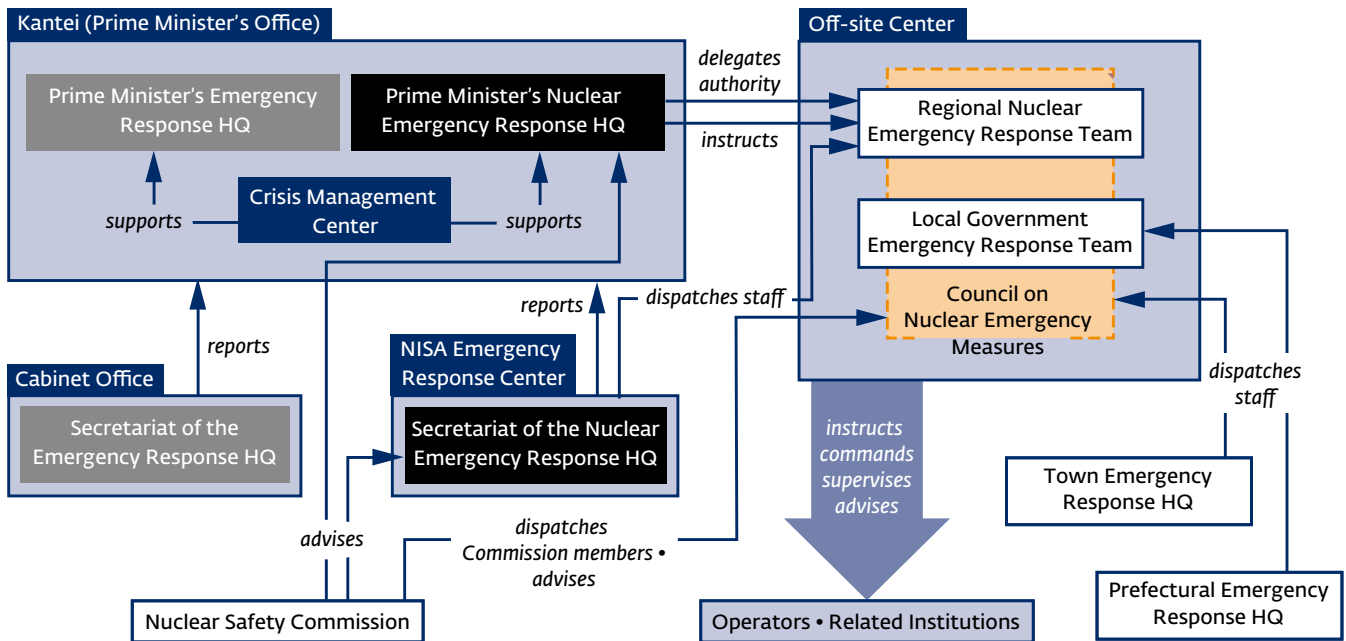 Kantei (Prime Minister's Office)
Prime Minister's Emergency
Response HQ
Prime Minister's Nuclear
Emergency Response HQ
supports
Crisis Management
Center
supports
delegates
authority
instructs
Off-site Center
Regional Nuclear
Emergency Response Team
Local Government
Emergency Response Team
Council on
Nuclear Emergency
Measures
reports
reports
dispatches staff
Cabinet Office
Secretariat of the
Emergency Response HQ
NISA Emergency
Response Center
Secretariat of the Nuclear
Emergency Response HQ
instructs
commands
supervises
advises
dispatches
staff
Town Emergency
Response HQ
advises
dispatches
Commission members •
advises
Nuclear Safety Commission
Operators • Related Institutions
Prefectural Emergency
Response HQ